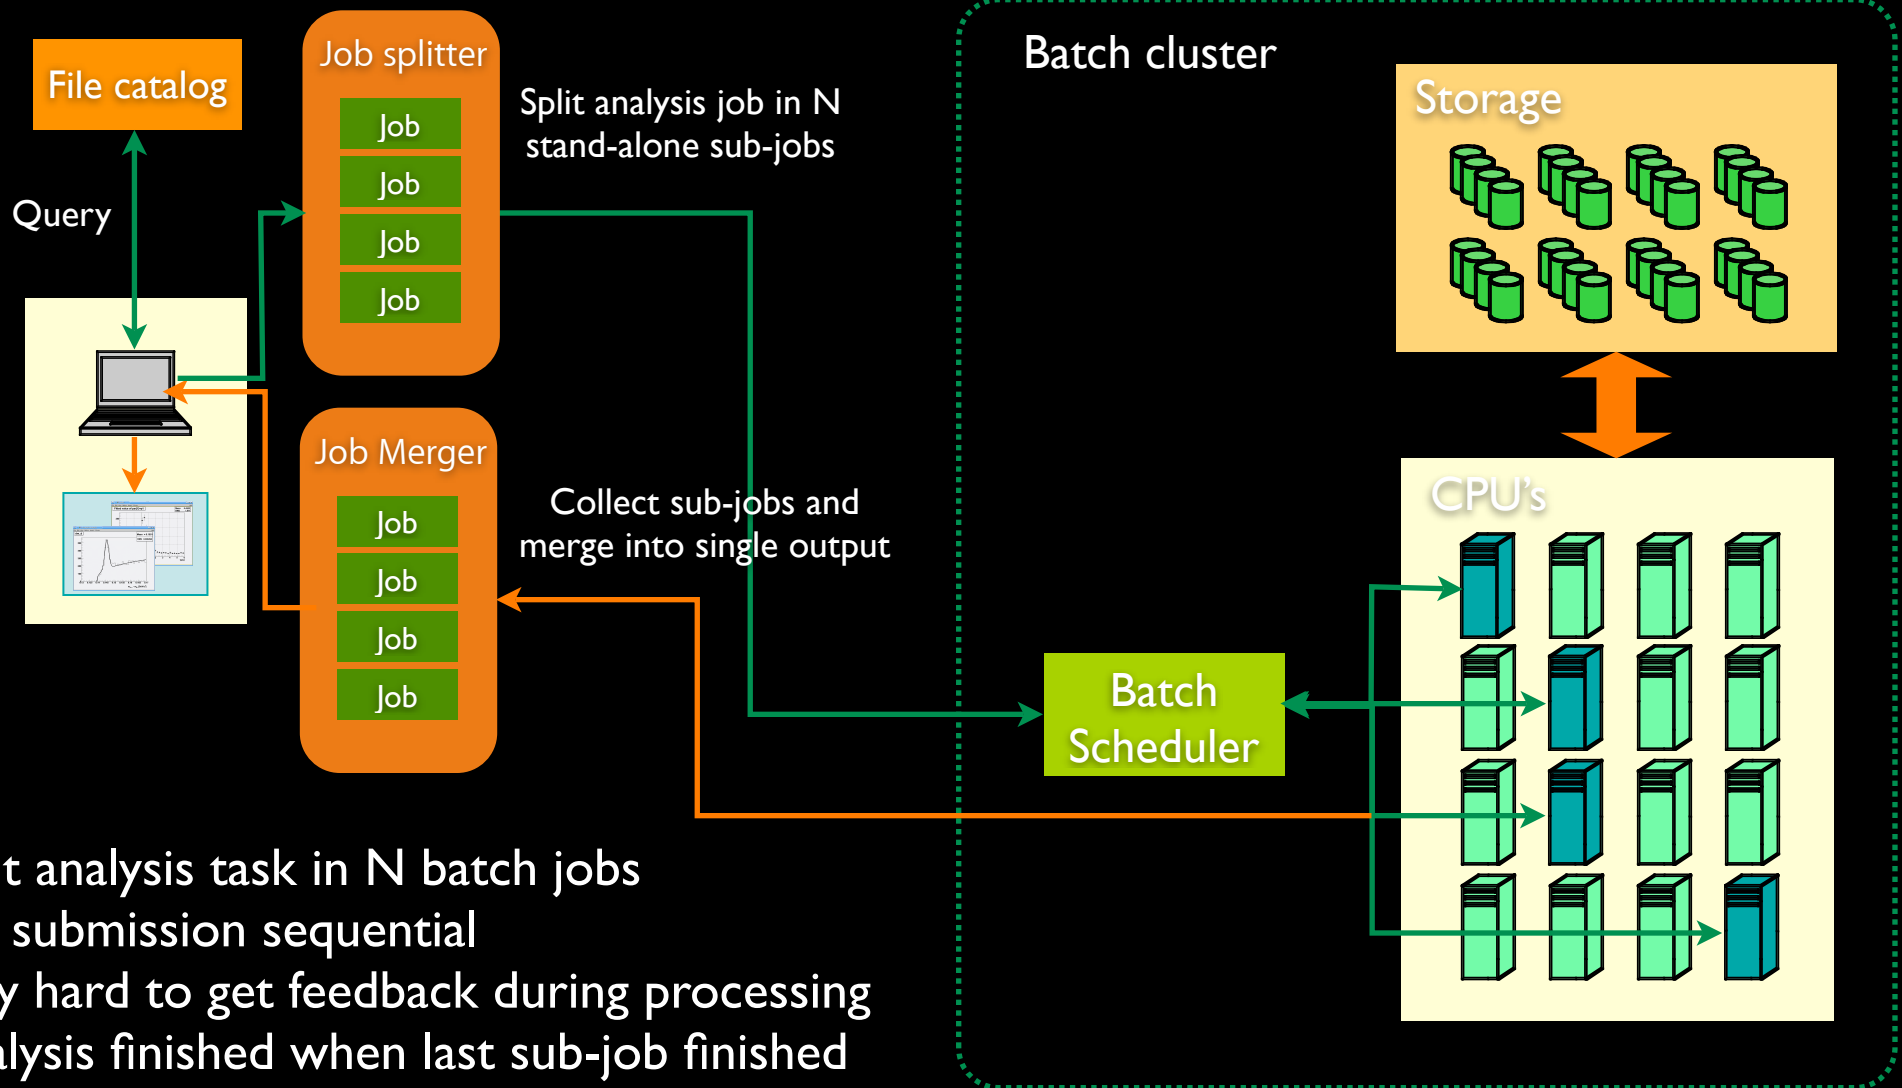 File catalog
Query
Job splitter
Job
Job
Job
Job
Split analysis job in N
stand-alone sub-jobs
Job Merger
Job
Job
Job
Job
Collect sub-jobs and
merge into single output
Batch cluster
Storage
CPU's
Batch
Scheduler
t analysis task in N batch jobs
submission sequential
y hard to get feedback during processing
alysis finished when last sub-job finished